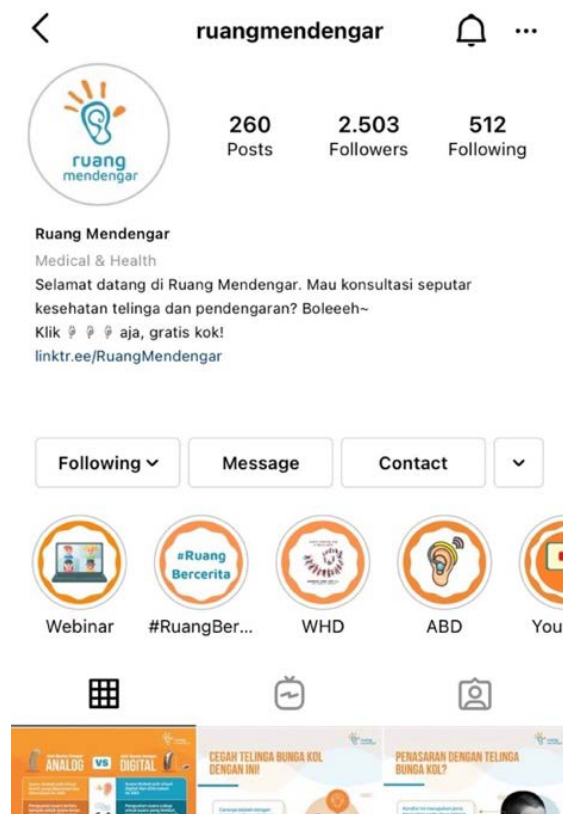 ruangmendengar
ruang
mendengar
260
Posts
2.503
Followers
512
Following
Ruang Mendengar
Medical & Health
Selamat datang di Ruang Mendengar. Mau konsultasi seputar
kesehatan telinga dan pendengaran? Boleeeh~
Klik 👇 👇 👇 aja, gratis kok!
linktr.ee/RuangMendengar
Following
Message
Contact
#Ruang
Bercerita
Webinar
#RuangBer...
WHD
ABD
You
ANALOG VS DIGITAL
CEGAH TELINGA BUNGA KOL
DENGAN INI!
PENASARAN DENGAN TELINGA
BUNGA KOL?